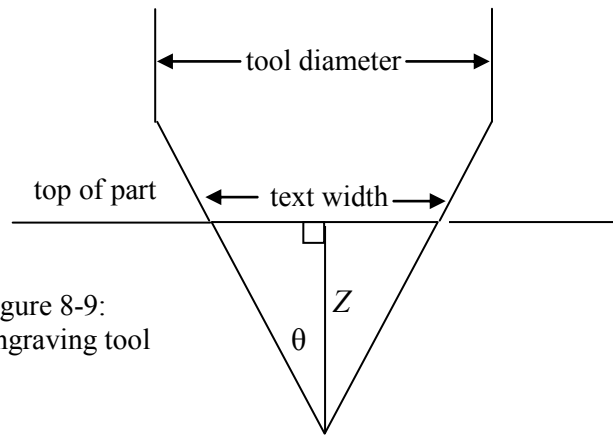 tool diameter
top of part
text width
Z
gure 8-9:
θ
ngraving tool